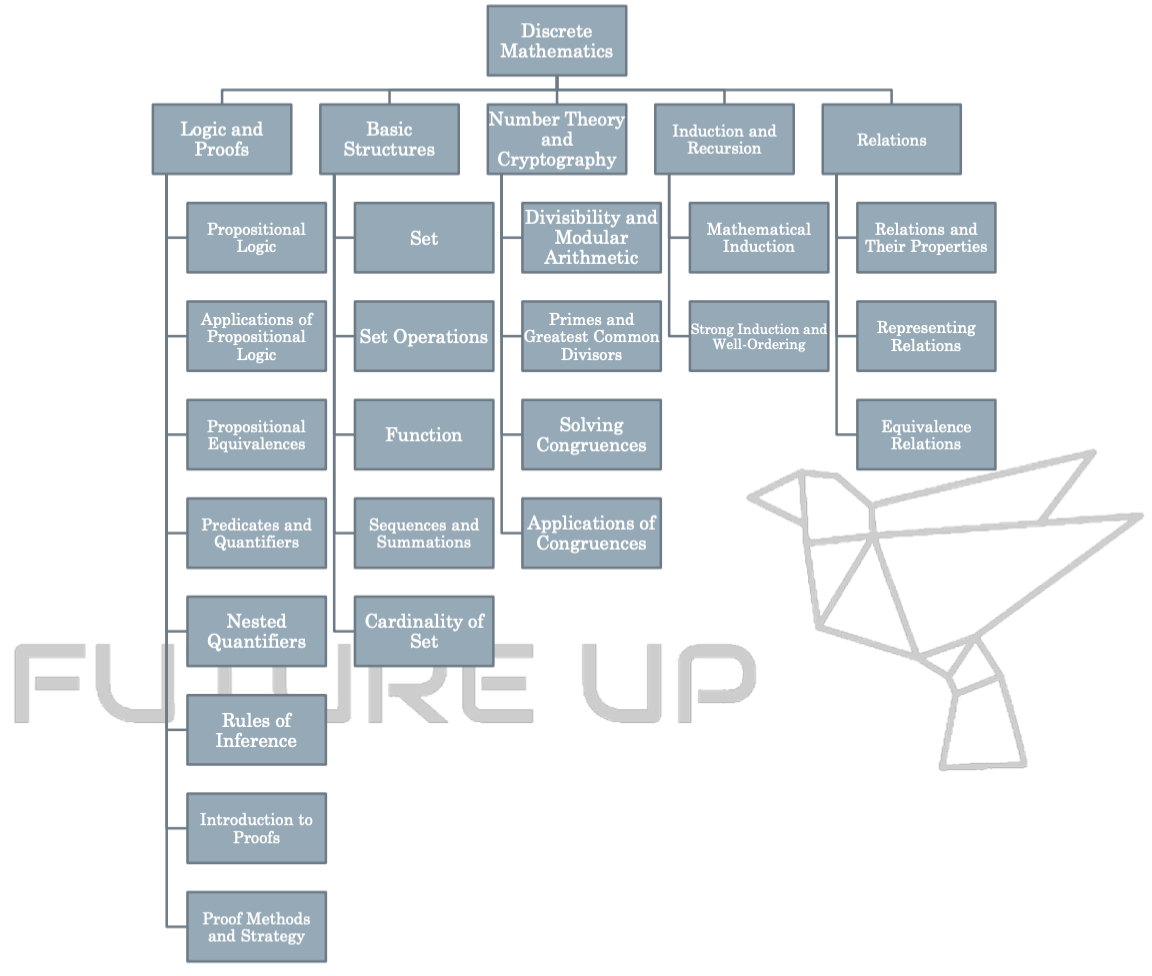 Discrete
Mathematics
Logic and
Proofs
Basic
Structures
Number Theory
and
Cryptography
Induction and
Recursion
Relations
Propositional
Logic
Applications of
Propositional
Logic
Propositional
Equivalences
Predicates and
Quantifiers
Nested
Quantifiers
Rules of
Inference
Introduction to
Proofs
Proof Methods
and Strategy
Set
Set Operations
Function
Sequences and
Summations
Cardinality of
Set
Divisibility and
Modular
Arithmetic
Primes and
Greatest Common
Divisors
Solving
Congruences
Applications of
Congruences
Mathematical
Induction
Strong Induction and
Well-Ordering
Relations and
Their Properties
Representing
Relations
Equivalence
Relations
FUTURE UP